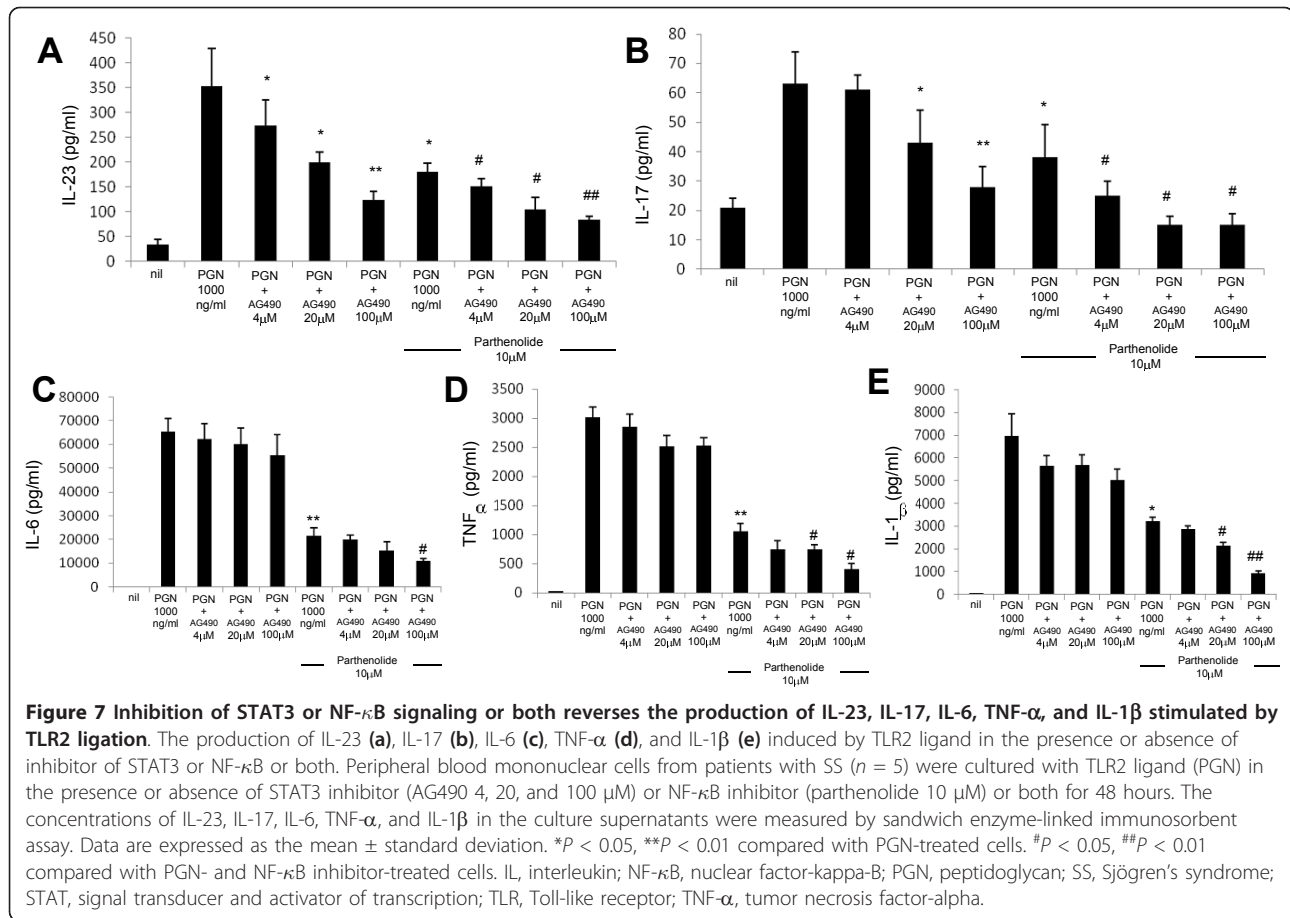 A
450
400
350
300
250
200
150
100
50
0
IL-23 (pg/ml)
*
*
**
*
#
#
##
nil
PGN 1000 ng/ml
PGN + AG490 4μM
PGN + AG490 20μM
PGN + AG490 100μM
PGN 1000 ng/ml
PGN + AG490 4μM
PGN + AG490 20μM
PGN + AG490 100μM
Parthenolide
10μM
B
80
70
60
50
40
30
20
10
0
IL-17 (pg/ml)
*
**
*
#
#
#
nil
PGN 1000 ng/ml
PGN + AG490 4μM
PGN + AG490 20μM
PGN + AG490 100μM
PGN 1000 ng/ml
PGN + AG490 4μM
PGN + AG490 20μM
PGN + AG490 100μM
Parthenolide
10μM
C
80000
70000
60000
50000
40000
30000
20000
10000
0
IL-6 (pg/ml)
**
#
nil
PGN 1000 ng/ml
PGN + AG490 4μM
PGN + AG490 20μM
PGN + AG490 100μM
PGN 1000 ng/ml
PGN + AG490 4μM
PGN + AG490 20μM
PGN + AG490 100μM
Parthenolide
10μM
D
3500
3000
2500
2000
1500
1000
500
0
TNF α (pg/ml)
**
#
#
nil
PGN 1000 ng/ml
PGN + AG490 4μM
PGN + AG490 20μM
PGN + AG490 100μM
PGN 1000 ng/ml
PGN + AG490 4μM
PGN + AG490 20μM
PGN + AG490 100μM
Parthenolide
10μM
E
9000
8000
7000
6000
5000
4000
3000
2000
1000
0
IL-1β (pg/ml)
*
#
##
nil
PGN 1000 ng/ml
PGN + AG490 4μM
PGN + AG490 20μM
PGN + AG490 100μM
PGN 1000 ng/ml
PGN + AG490 4μM
PGN + AG490 20μM
PGN + AG490 100μM
Parthenolide
10μM
Figure 7 Inhibition of STAT3 or NF-κB signaling or both reverses the production of IL-23, IL-17, IL-6, TNF-α, and IL-1β stimulated by
TLR2 ligation. The production of IL-23 (a), IL-17 (b), IL-6 (c), TNF-α (d), and IL-1β (e) induced by TLR2 ligand in the presence or absence of
inhibitor of STAT3 or NF-κB or both. Peripheral blood mononuclear cells from patients with SS (n = 5) were cultured with TLR2 ligand (PGN) in
the presence or absence of STAT3 inhibitor (AG490 4, 20, and 100 μM) or NF-κB inhibitor (parthenolide 10 μM) or both for 48 hours. The
concentrations of IL-23, IL-17, IL-6, TNF-α, and IL-1β in the culture supernatants were measured by sandwich enzyme-linked immunosorbent
assay. Data are expressed as the mean ± standard deviation. *P < 0.05, **P < 0.01 compared with PGN-treated cells. #P < 0.05, ##P < 0.01
compared with PGN- and NF-κB inhibitor-treated cells. IL, interleukin; NF-κB, nuclear factor-kappa-B; PGN, peptidoglycan; SS, Sjögren's syndrome;
STAT, signal transducer and activator of transcription; TLR, Toll-like receptor; TNF-α, tumor necrosis factor-alpha.